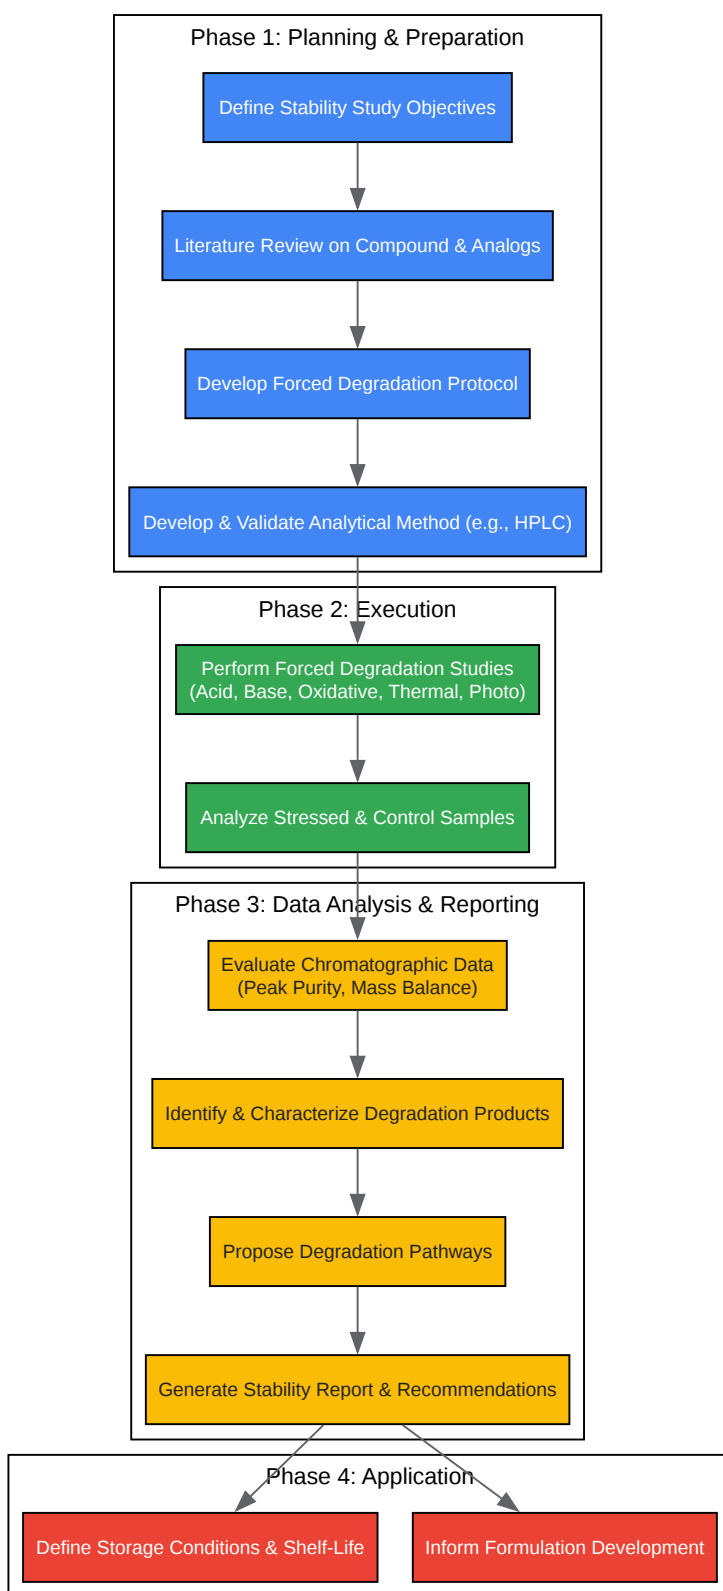 Phase 1: Planning & Preparation
Define Stability Study Objectives
Literature Review on Compound & Analogs
Develop Forced Degradation Protocol
Develop & Validate Analytical Method (e.g., HPLC)
Phase 2: Execution
Perform Forced Degradation Studies
(Acid, Base, Oxidative, Thermal, Photo)
Analyze Stressed & Control Samples
Phase 3: Data Analysis & Reporting
Evaluate Chromatographic Data
(Peak Purity, Mass Balance)
Identify & Characterize Degradation Products
Propose Degradation Pathways
Generate Stability Report & Recommendations
Phase 4: Application
Define Storage Conditions & Shelf-Life
Inform Formulation Development